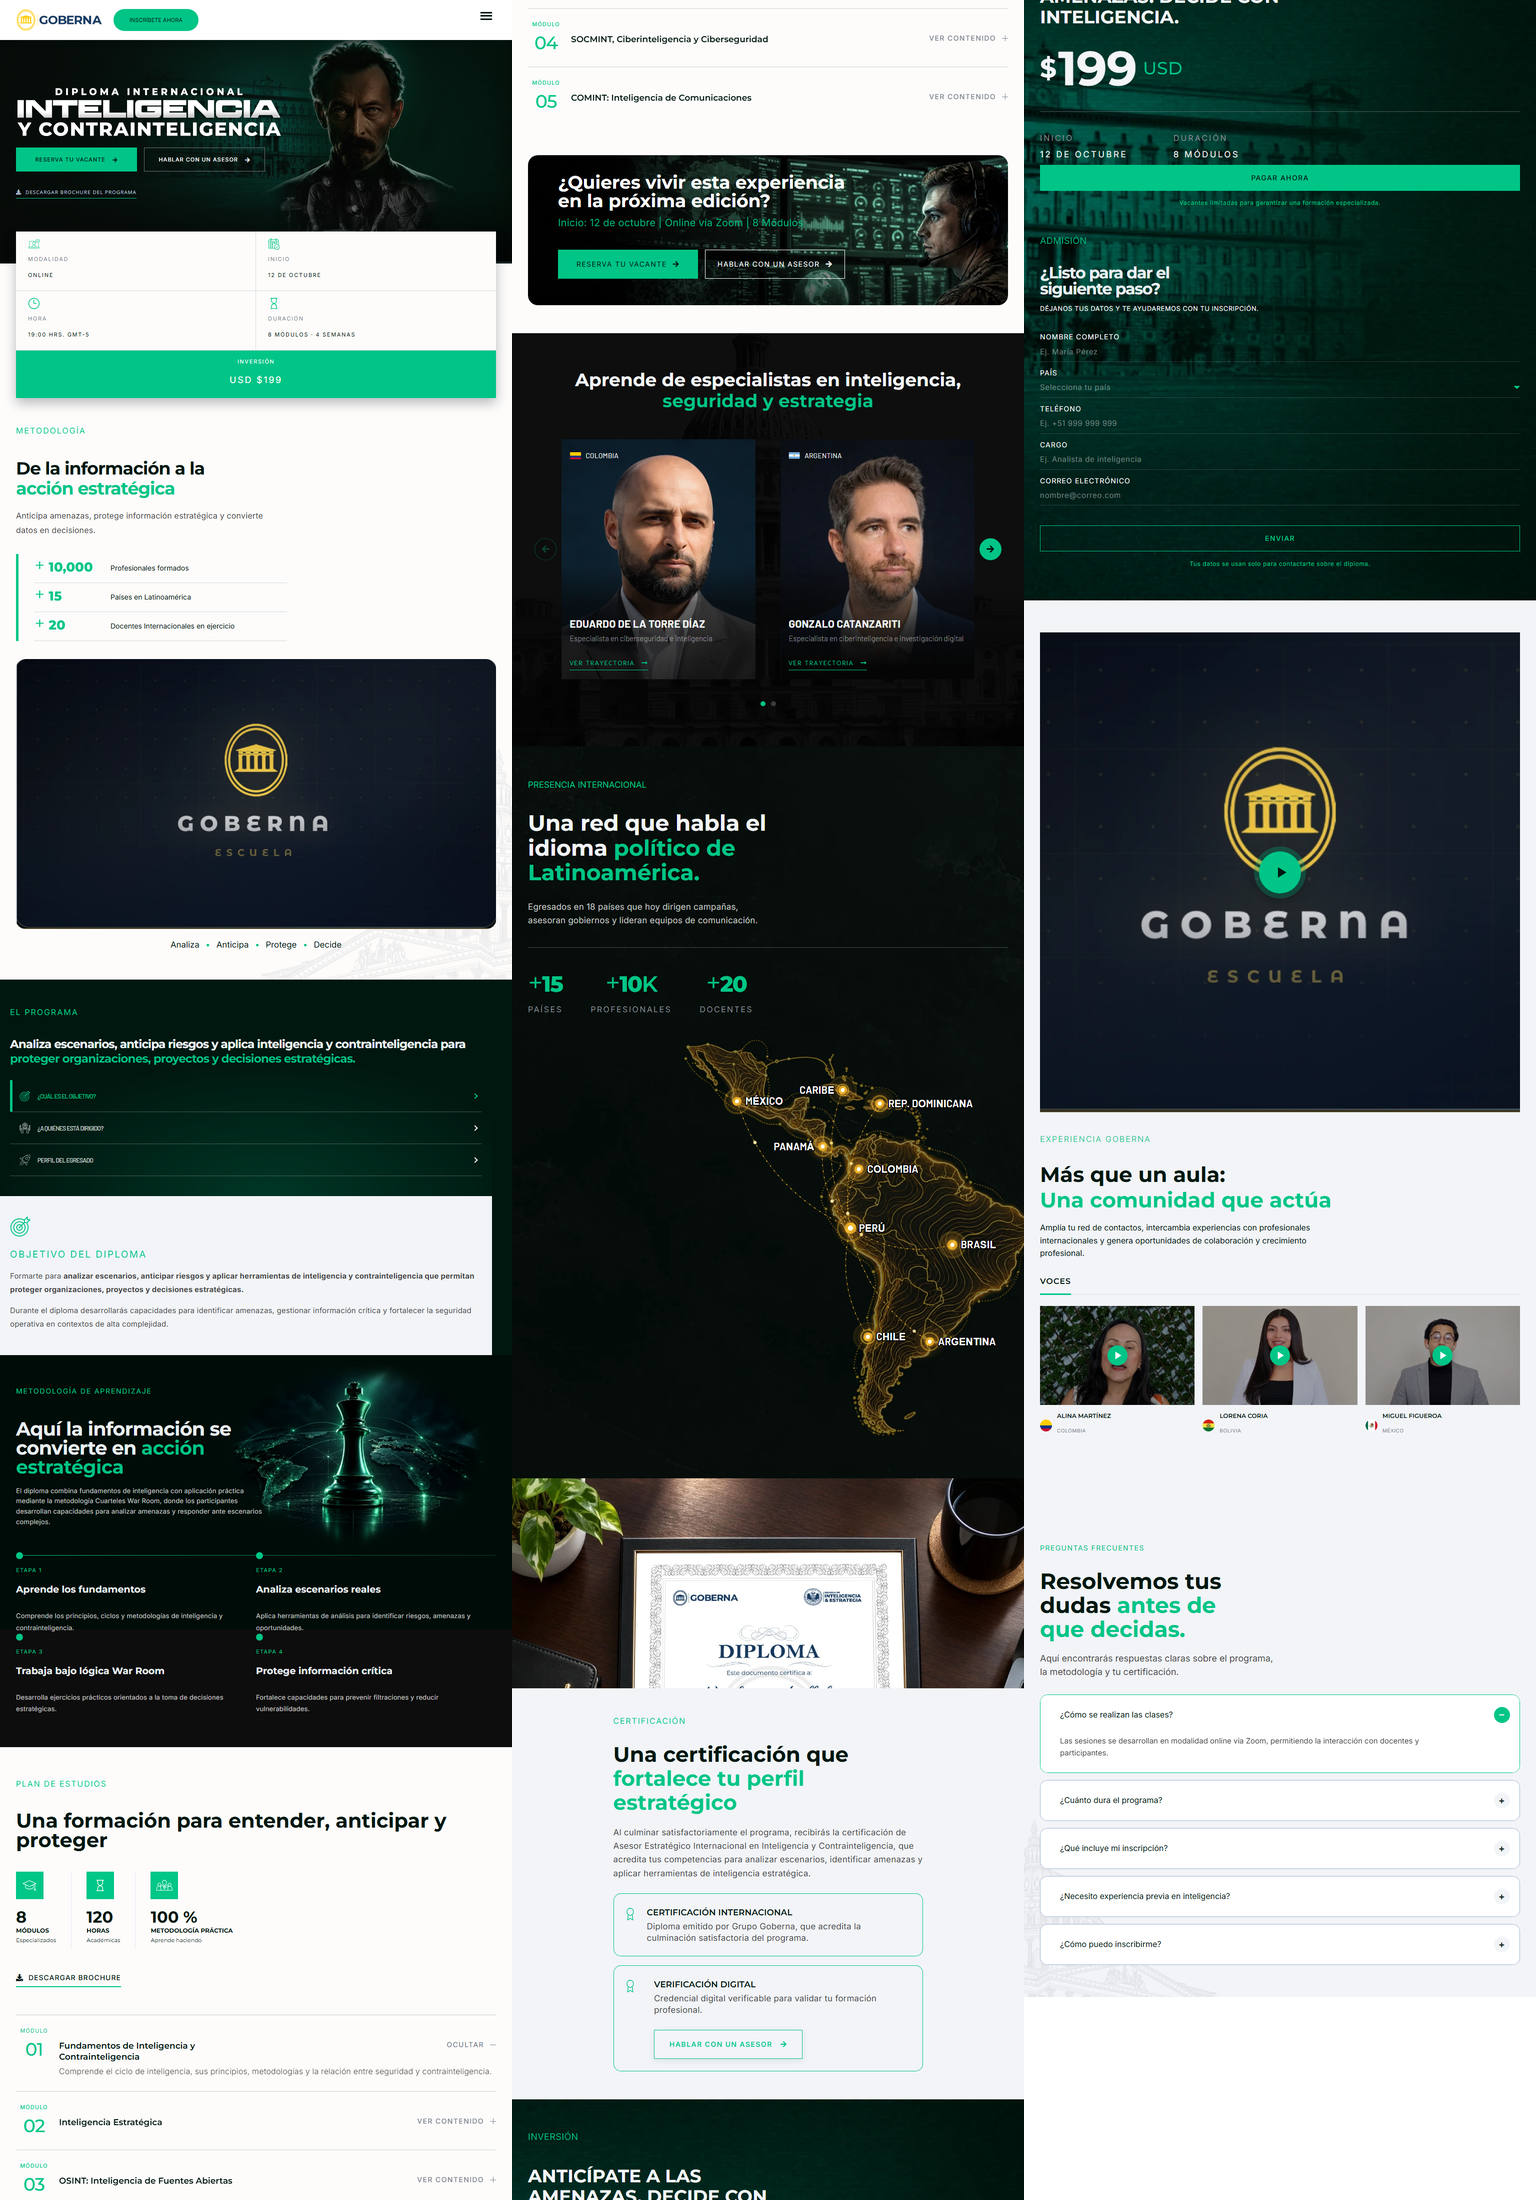 GOBERNA
INSCRÍBETE AHORA
DIPLOMA INTERNACIONAL
INTELIGENCIA
Y CONTRAINTELIGENCIA
RESERVA TU VACANTE
HABLAR CON UN ASESOR
DESCARGAR BROCHURE DEL PROGRAMA
MODALIDAD
ONLINE
INICIO
12 DE OCTUBRE
HORA
19:00 HRS. GMT-5
DURACIÓN
8 MÓDULOS · 4 SEMANAS
INVERSIÓN
USD $199
METODOLOGÍA
De la información a la
acción estratégica
Anticipa amenazas, protege información estratégica y convierte
datos en decisiones.
+ 10,000 Profesionales formados
+ 15 Países en Latinoamérica
+ 20 Docentes Internacionales en ejercicio
GOBERNA
ESCUELA
Analiza • Anticipa • Protege • Decide
EL PROGRAMA
Analiza escenarios, anticipa riesgos y aplica inteligencia y contrainteligencia para
proteger organizaciones, proyectos y decisiones estratégicas.
¿CUÁL ES EL OBJETIVO?
¿A QUIÉNES ESTÁ DIRIGIDO?
PERFIL DEL EGRESADO
OBJETIVO DEL DIPLOMA
Formarte para analizar escenarios, anticipar riesgos y aplicar herramientas de inteligencia y contrainteligencia que permitan
proteger organizaciones, proyectos y decisiones estratégicas.
Durante el diploma desarrollarás capacidades para identificar amenazas, gestionar información crítica y fortalecer la seguridad
operativa en contextos de alta complejidad.
METODOLOGÍA DE APRENDIZAJE
Aquí la información se
convierte en acción
estratégica
El diploma combina fundamentos de inteligencia con aplicación práctica
mediante la metodología Cuarteles War Room, donde los participantes
desarrollan capacidades para analizar amenazas y responder ante escenarios
complejos.
ETAPA 1
Aprende los fundamentos
Comprende los principios, ciclos y metodologías de inteligencia y
contrainteligencia.
ETAPA 2
Analiza escenarios reales
Aplica herramientas de análisis para identificar riesgos, amenazas y
oportunidades.
ETAPA 3
Trabaja bajo lógica War Room
Desarrolla ejercicios prácticos orientados a la toma de decisiones
estratégicas.
ETAPA 4
Protege información crítica
Fortalece capacidades para prevenir filtraciones y reducir
vulnerabilidades.
PLAN DE ESTUDIOS
Una formación para entender, anticipar y
proteger
8
MÓDULOS
Especializados
120
HORAS
Académicas
100 %
METODOLOGÍA PRÁCTICA
Aprende haciendo
DESCARGAR BROCHURE
MÓDULO
01
Fundamentos de Inteligencia y
Contrainteligencia
OCULTAR −
Comprende el ciclo de inteligencia, sus principios, metodologías y la relación entre seguridad y contrainteligencia.
MÓDULO
02 Inteligencia Estratégica VER CONTENIDO +
MÓDULO
03 OSINT: Inteligencia de Fuentes Abiertas VER CONTENIDO +
MÓDULO
04 SOCMINT, Ciberinteligencia y Ciberseguridad VER CONTENIDO +
MÓDULO
05 COMINT: Inteligencia de Comunicaciones VER CONTENIDO +
¿Quieres vivir esta experiencia
en la próxima edición?
Inicio: 12 de octubre | Online vía Zoom | 8 Módulos
RESERVA TU VACANTE
HABLAR CON UN ASESOR
Aprende de especialistas en inteligencia,
seguridad y estrategia
COLOMBIA
EDUARDO DE LA TORRE DÍAZ
Especialista en ciberseguridad e inteligencia
VER TRAYECTORIA
ARGENTINA
GONZALO CATANZARITI
Especialista en ciberinteligencia e investigación digital
VER TRAYECTORIA
PRESENCIA INTERNACIONAL
Una red que habla el
idioma político de
Latinoamérica.
Egresados en 18 países que hoy dirigen campañas,
asesoran gobiernos y lideran equipos de comunicación.
+15
PAÍSES
+10K
PROFESIONALES
+20
DOCENTES
MÉXICO
CARIBE
REP. DOMINICANA
PANAMÁ
COLOMBIA
PERÚ
BRASIL
CHILE
ARGENTINA
GOBERNA
INTELIGENCIA
& ESTRATEGIA
DIPLOMA
Este documento certifica a:
CERTIFICACIÓN
Una certificación que
fortalece tu perfil
estratégico
Al culminar satisfactoriamente el programa, recibirás la certificación de
Asesor Estratégico Internacional en Inteligencia y Contrainteligencia, que
acredita tus competencias para analizar escenarios, identificar amenazas y
aplicar herramientas de inteligencia estratégica.
CERTIFICACIÓN INTERNACIONAL
Diploma emitido por Grupo Goberna, que acredita la
culminación satisfactoria del programa.
VERIFICACIÓN DIGITAL
Credencial digital verificable para validar tu formación
profesional.
HABLAR CON UN ASESOR
INVERSIÓN
ANTICÍPATE A LAS
AMENAZAS. DECIDE CON
INTELIGENCIA.
$199 USD
INICIO
12 DE OCTUBRE
DURACIÓN
8 MÓDULOS
PAGAR AHORA
Vacantes limitadas para garantizar una formación especializada.
ADMISIÓN
¿Listo para dar el
siguiente paso?
DÉJANOS TUS DATOS Y TE AYUDAREMOS CON TU INSCRIPCIÓN.
NOMBRE COMPLETO
Ej. María Pérez
PAÍS
Selecciona tu país
TELÉFONO
Ej. +51 999 999 999
CARGO
Ej. Analista de inteligencia
CORREO ELECTRÓNICO
nombre@correo.com
ENVIAR
Tus datos se usan solo para contactarte sobre el diploma.
GOBERNA
ESCUELA
EXPERIENCIA GOBERNA
Más que un aula:
Una comunidad que actúa
Amplía tu red de contactos, intercambia experiencias con profesionales
internacionales y genera oportunidades de colaboración y crecimiento
profesional.
VOCES
ALINA MARTÍNEZ
COLOMBIA
LORENA CORIA
BOLIVIA
MIGUEL FIGUEROA
MÉXICO
PREGUNTAS FRECUENTES
Resolvemos tus
dudas antes de
que decidas.
Aquí encontrarás respuestas claras sobre el programa,
la metodología y tu certificación.
¿Cómo se realizan las clases?
Las sesiones se desarrollan en modalidad online vía Zoom, permitiendo la interacción con docentes y
participantes.
¿Cuánto dura el programa?
¿Qué incluye mi inscripción?
¿Necesito experiencia previa en inteligencia?
¿Cómo puedo inscribirme?